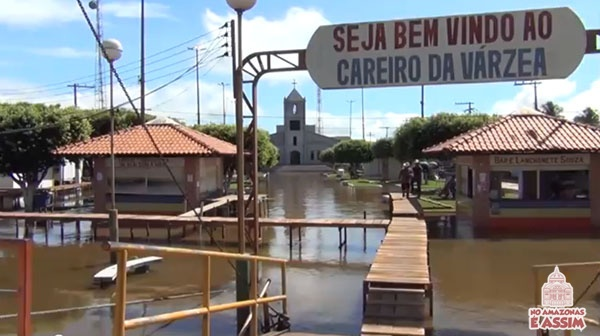 SEJA BEM VINDO AO
CAREIRO DA VÁRZEA
BAR E LANCHONETE SOUZA
NO
AMAZONAS
É ASSIM